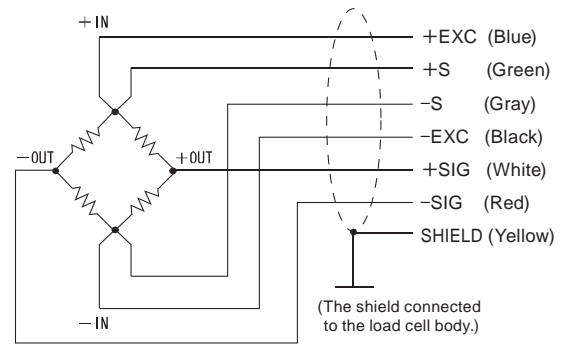 +IN
+EXC (Blue)
+S (Green)
−S (Gray)
−EXC (Black)
−OUT
+OUT
+SIG (White)
−SIG (Red)
SHIELD (Yellow)
−IN
(The shield connected
to the load cell body.)